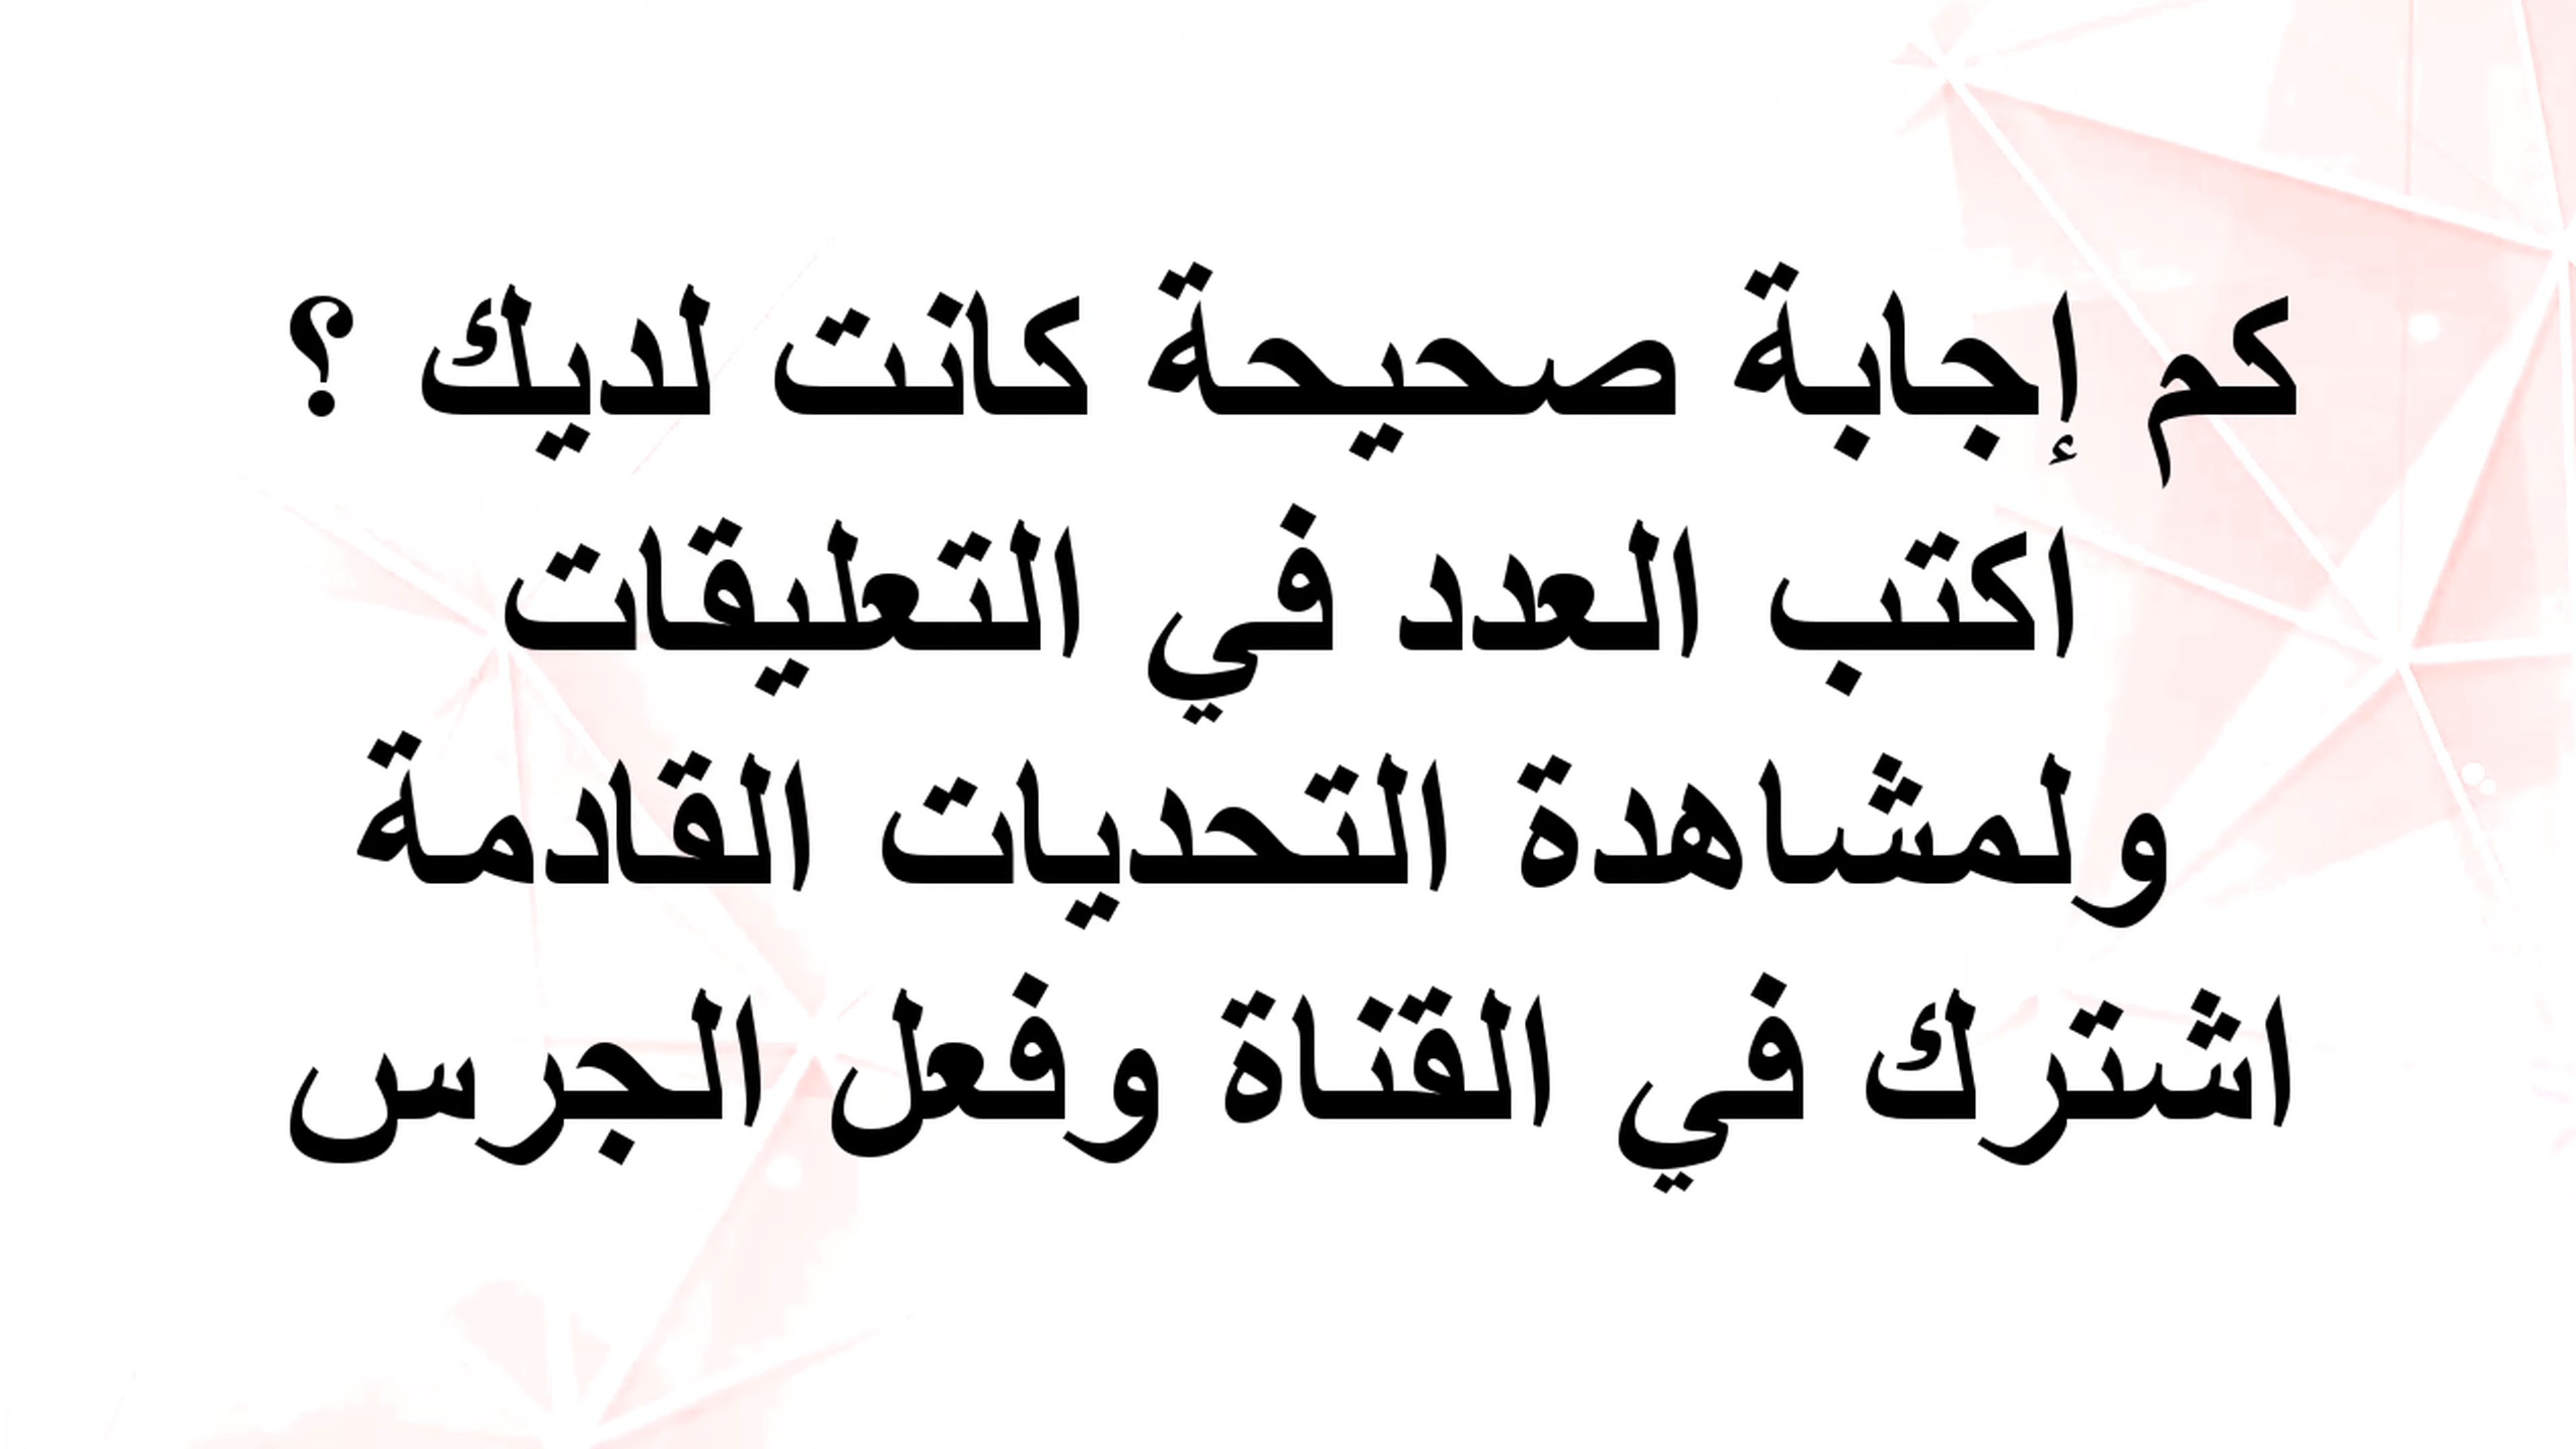 كم إجابة صحيحة كانت لديك ؟
اكتب العدد في التعليقات
ولمشاهدة التحديات القادمة
اشترك في القناة وفعل الجرس